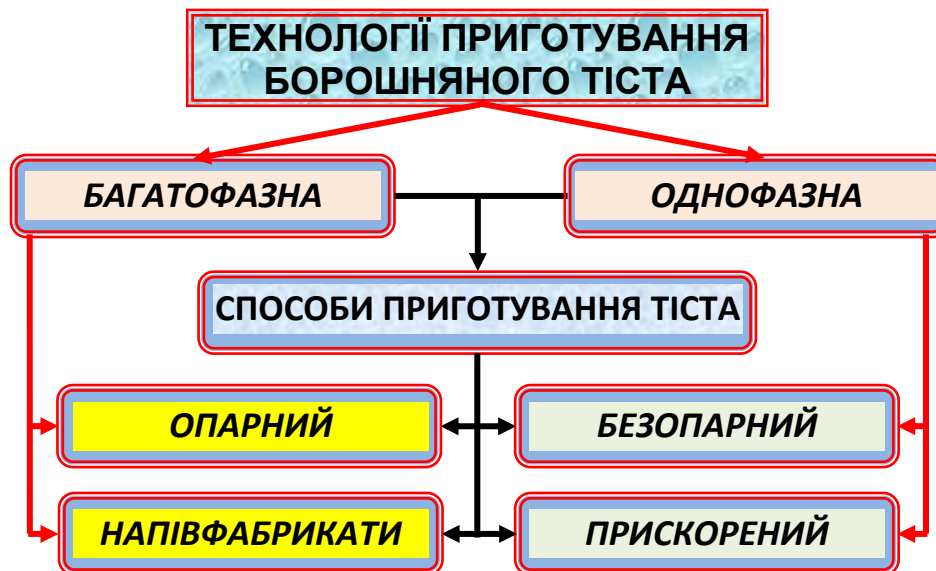 ТЕХНОЛОГІЇ ПРИГОТУВАННЯ
БОРОШНЯНОГО ТІСТА
БАГАТОФАЗНА
ОДНОФАЗНА
СПОСОБИ ПРИГОТУВАННЯ ТІСТА
ОПАРНИЙ
БЕЗОПАРНИЙ
НАПІВФАБРИКАТИ
ПРИСКОРЕНИЙ